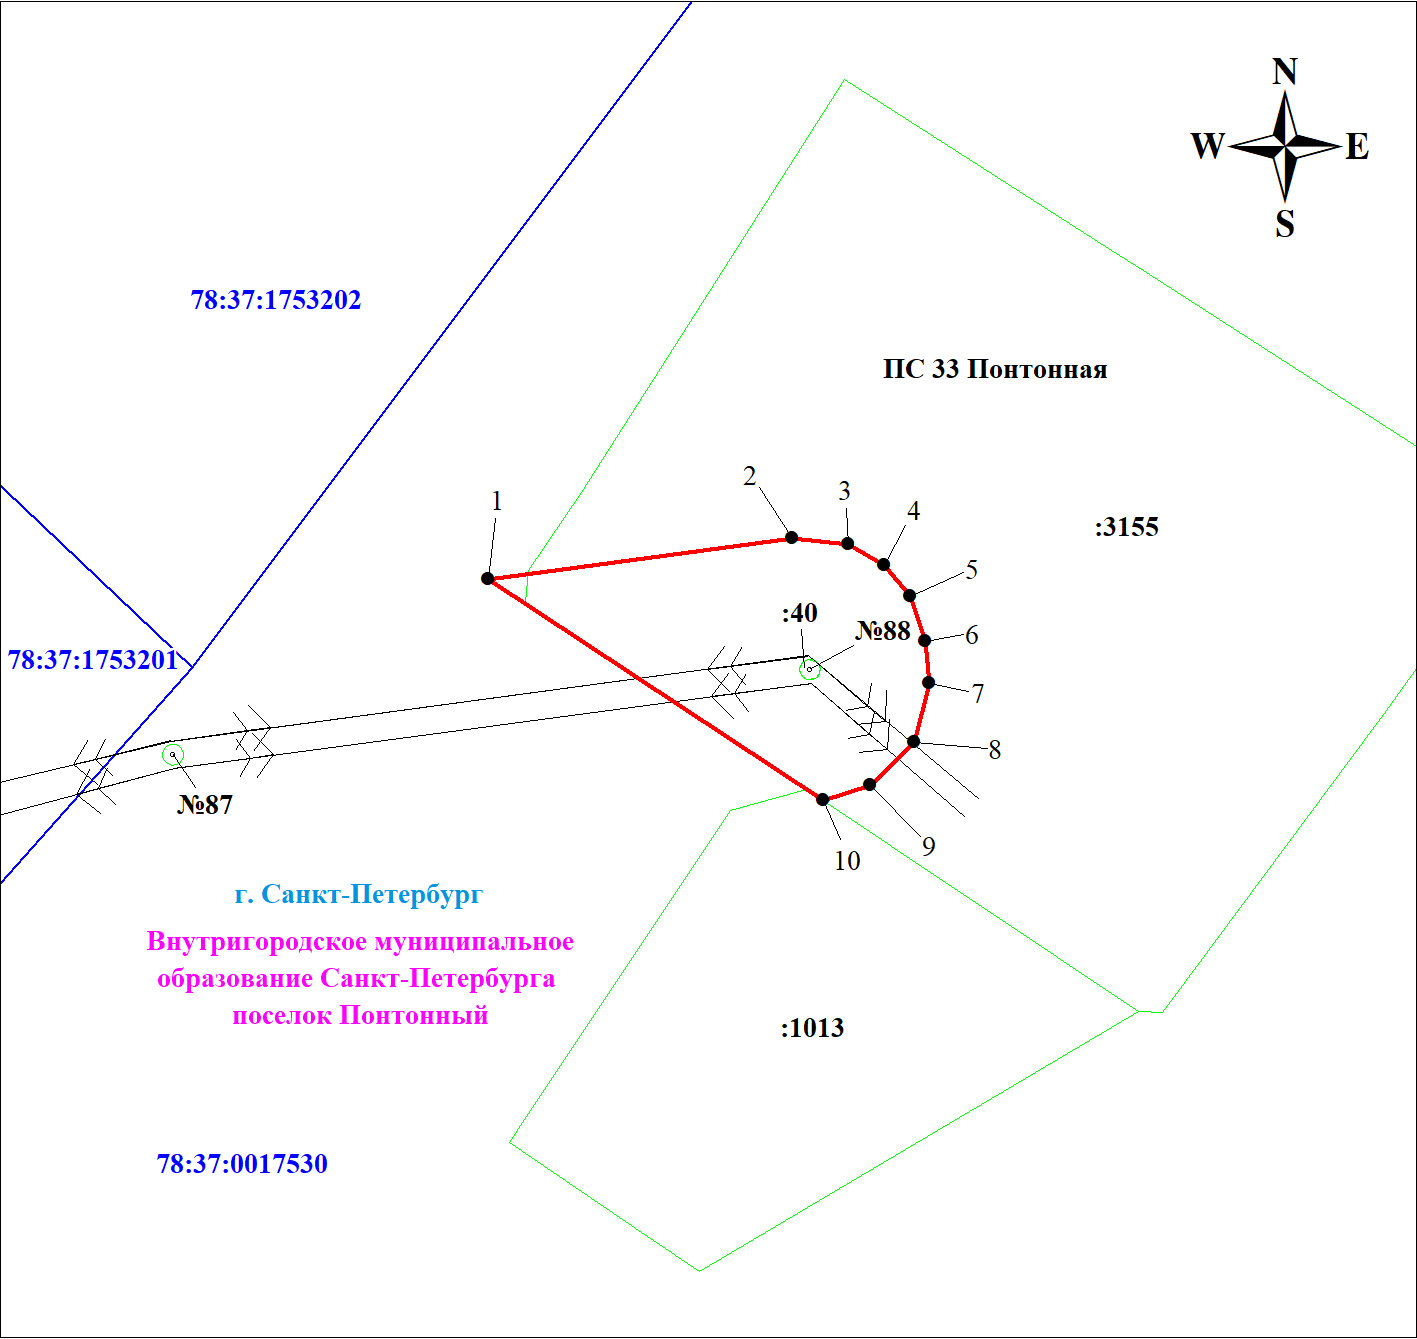 N
W
E
S
78:37:1753202
ПС 33 Понтонная
2
1
3
4
:3155
5
:40
№88
6
78:37:1753201
7
8
№87
9
10
г. Санкт-Петербург
Внутригородское муниципальное
образование Санкт-Петербурга
поселок Понтонный
:1013
78:37:0017530